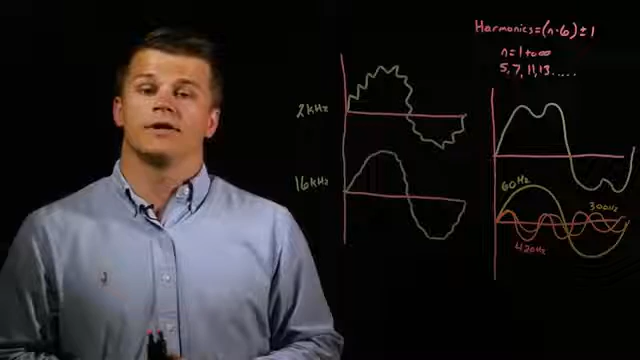 Harmonics = (n·6) ± 1
n = 1 to ∞
5, 7, 11, 13.....
2kHz
16kHz
60Hz
300Hz
420Hz